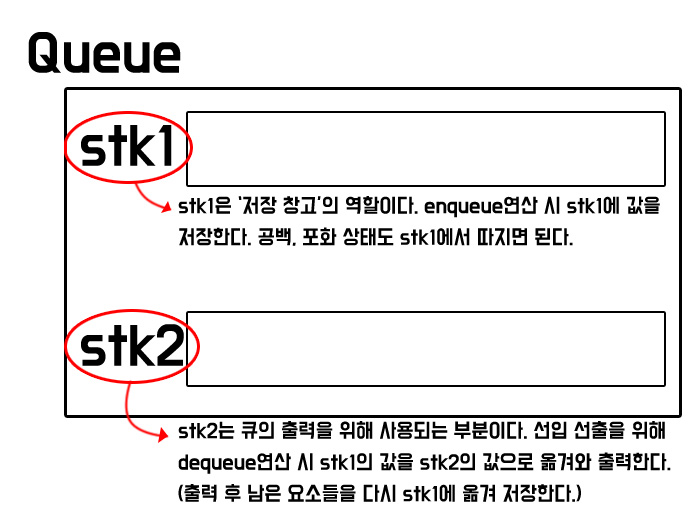 Queue
stk1
stk1은 '저장 창고'의 역할이다. enqueue연산 시 stk1에 값을
저장한다. 공백, 포화 상태도 stk1에서 따지면 된다.
stk2
stk2는 큐의 출력을 위해 사용되는 부분이다. 선입 선출을 위해
dequeue연산 시 stk1의 값을 stk2의 값으로 옮겨와 출력한다.
(출력 후 남은 요소들을 다시 stk1에 옮겨 저장한다.)